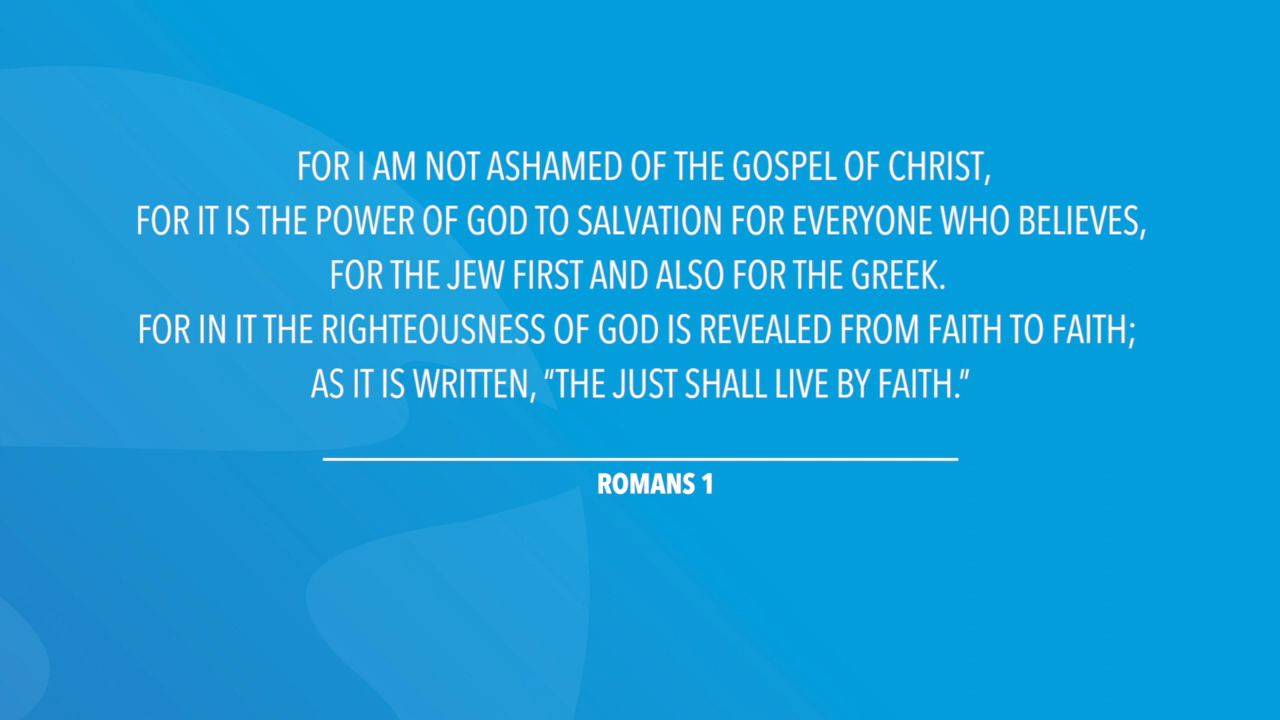 FOR I AM NOT ASHAMED OF THE GOSPEL OF CHRIST,
FOR IT IS THE POWER OF GOD TO SALVATION FOR EVERYONE WHO BELIEVES,
FOR THE JEW FIRST AND ALSO FOR THE GREEK.
FOR IN IT THE RIGHTEOUSNESS OF GOD IS REVEALED FROM FAITH TO FAITH;
AS IT IS WRITTEN, “THE JUST SHALL LIVE BY FAITH.”
ROMANS 1